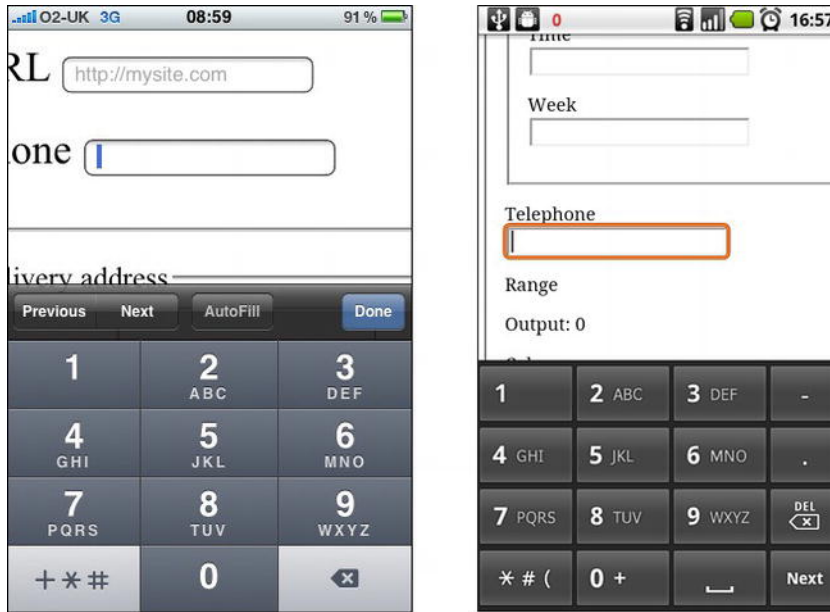 O2-UK 3G 08:59 91 %
RL http://mysite.com
one
livery address
Previous Next AutoFill Done
1 2 ABC 3 DEF
4 GHI 5 JKL 6 MNO
7 PQRS 8 TUV 9 WXYZ
+*# 0
0 16:57
Time
Week
Telephone
Range
Output: 0
1 2 ABC 3 DEF -
4 GHI 5 JKL 6 MNO .
7 PQRS 8 TUV 9 WXYZ DEL
* # ( 0 + Next